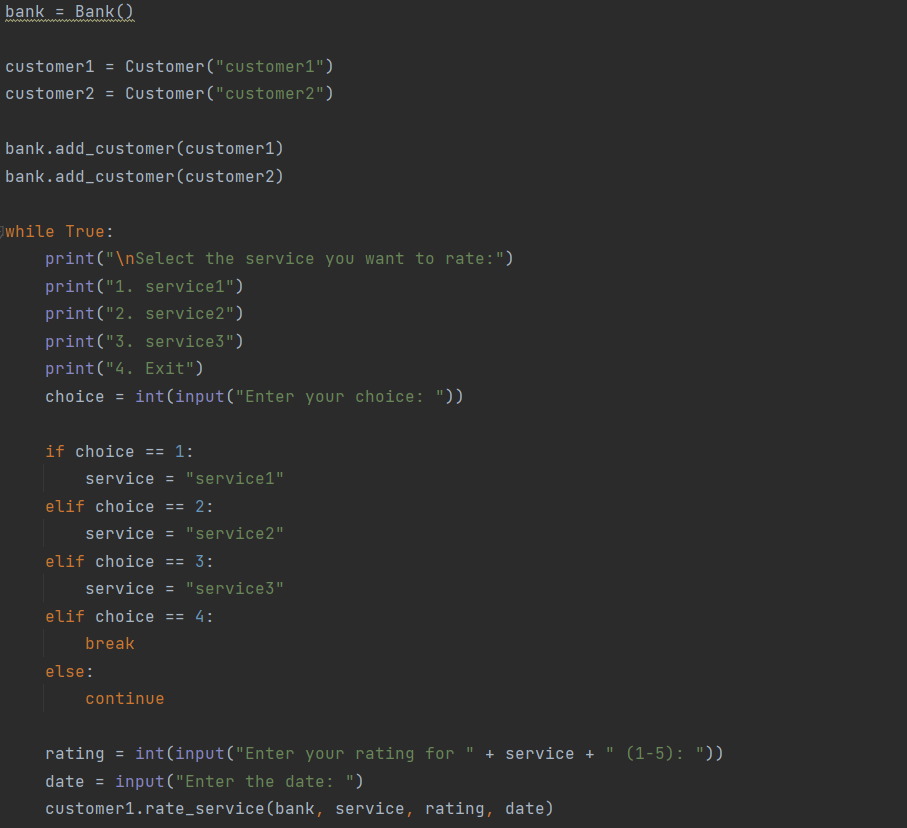 bank = Bank()
customer1 = Customer("customer1")
customer2 = Customer("customer2")
bank.add_customer(customer1)
bank.add_customer(customer2)
while True:
    print("\nSelect the service you want to rate:")
    print("1. service1")
    print("2. service2")
    print("3. service3")
    print("4. Exit")
    choice = int(input("Enter your choice: "))
    if choice == 1:
        service = "service1"
    elif choice == 2:
        service = "service2"
    elif choice == 3:
        service = "service3"
    elif choice == 4:
        break
    else:
        continue
    rating = int(input("Enter your rating for " + service + " (1-5): "))
    date = input("Enter the date: ")
    customer1.rate_service(bank, service, rating, date)